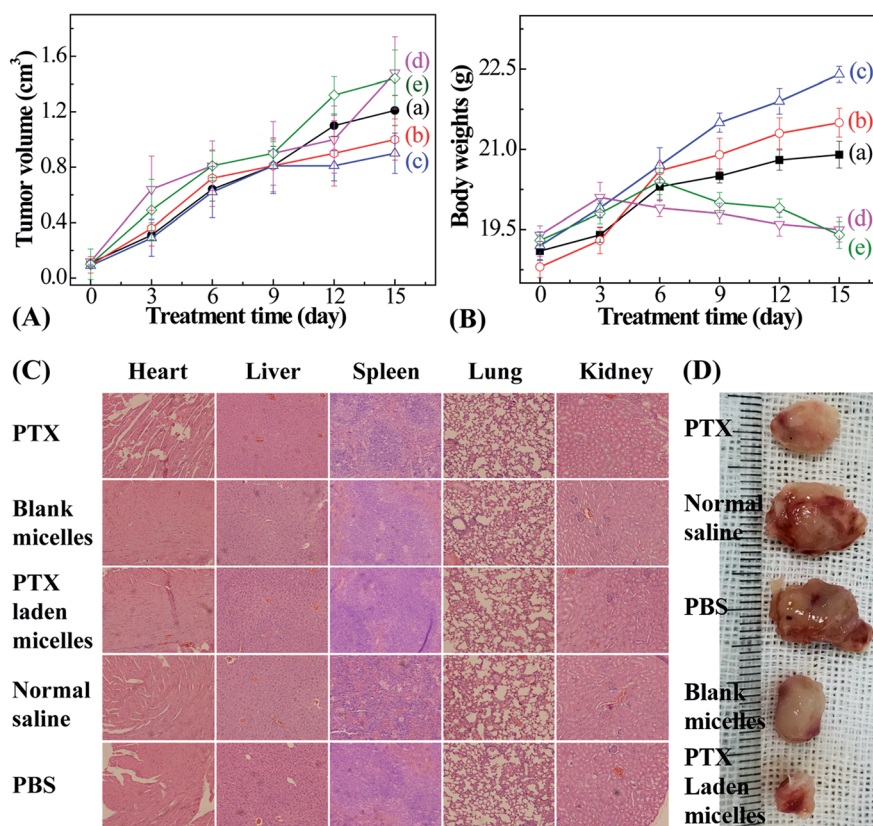 Tumor volume (cm³)
1.6
1.2
0.8
0.4
0.0
0 3 6 9 12 15
Treatment time (day)
(d)
(e)
(a)
(b)
(c)
(A)
Body weights (g)
22.5
21.0
19.5
0 3 6 9 12 15
Treatment time (day)
(c)
(b)
(a)
(d)
(e)
(B)
(C)
Heart Liver Spleen Lung Kidney
PTX
Blank
micelles
PTX
laden
micelles
Normal
saline
PBS
(D)
PTX
Normal
saline
PBS
Blank
micelles
PTX
Laden
micelles